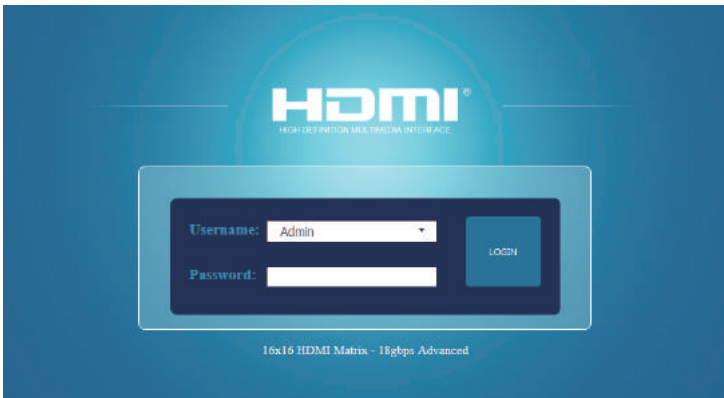 HDMI®
HIGH DEFINITION MULTIMEDIA INTERFACE
Username: Admin
LOGIN
Password:
16x16 HDMI Matrix - 18gbps Advanced